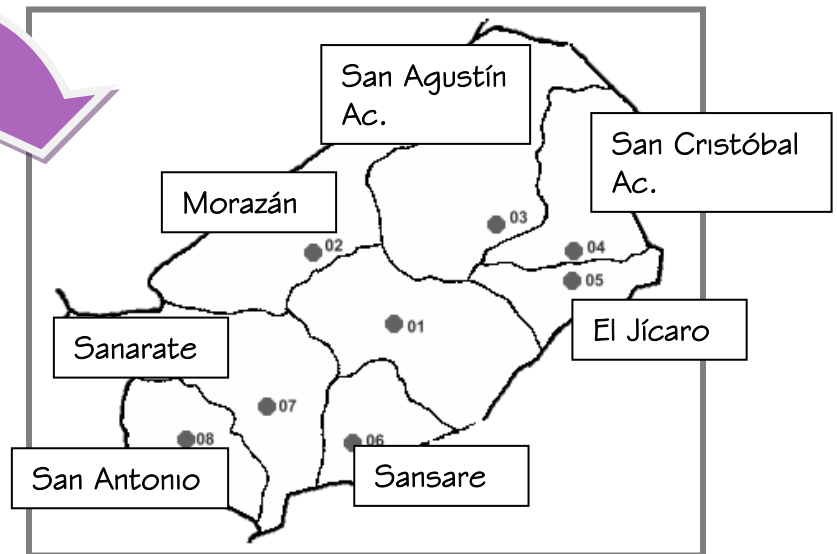 San Agustín
Ac.
San Cristóbal
Ac.
Morazán
03
02
04
05
01
El Jícaro
Sanarate
07
08
06
San Antonio
Sansare